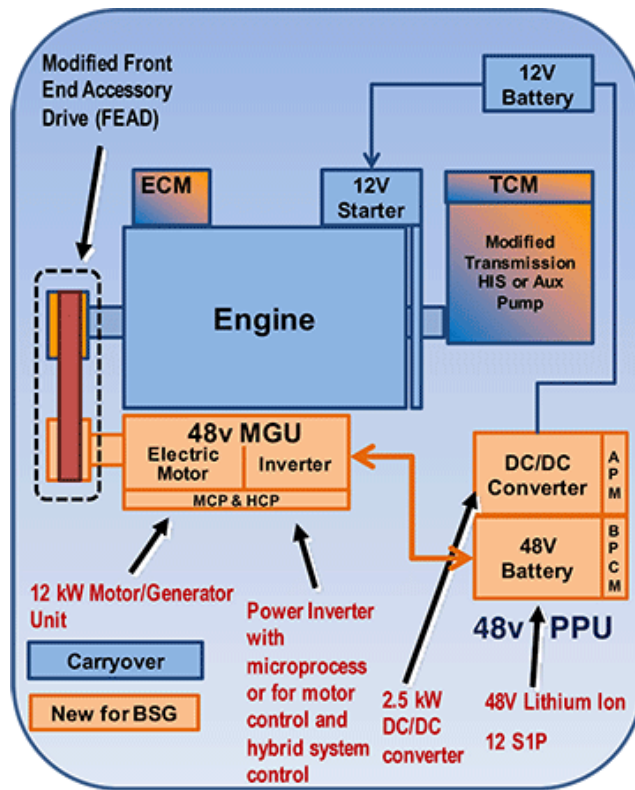 Modified Front
End Accessory
Drive (FEAD)
12V
Battery
ECM
12V
Starter
TCM
Modified
Transmission
HIS or Aux
Pump
Engine
48v MGU
Electric
Motor
Inverter
MCP & HCP
DC/DC
Converter
APM
48V
Battery
BPCM
48v PPU
12 kW Motor/Generator
Unit
Power Inverter
with
microprocess
or for motor
control and
hybrid system
control
2.5 kW
DC/DC
converter
48V Lithium Ion
12 S1P
Carryover
New for BSG